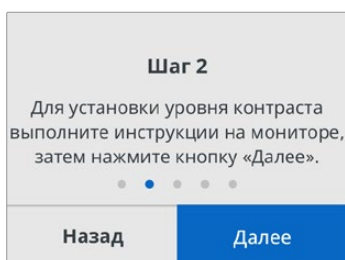 Шаг 2
Для установки уровня контраста
выполните инструкции на мониторе,
затем нажмите кнопку «Далее».
Назад
Далее